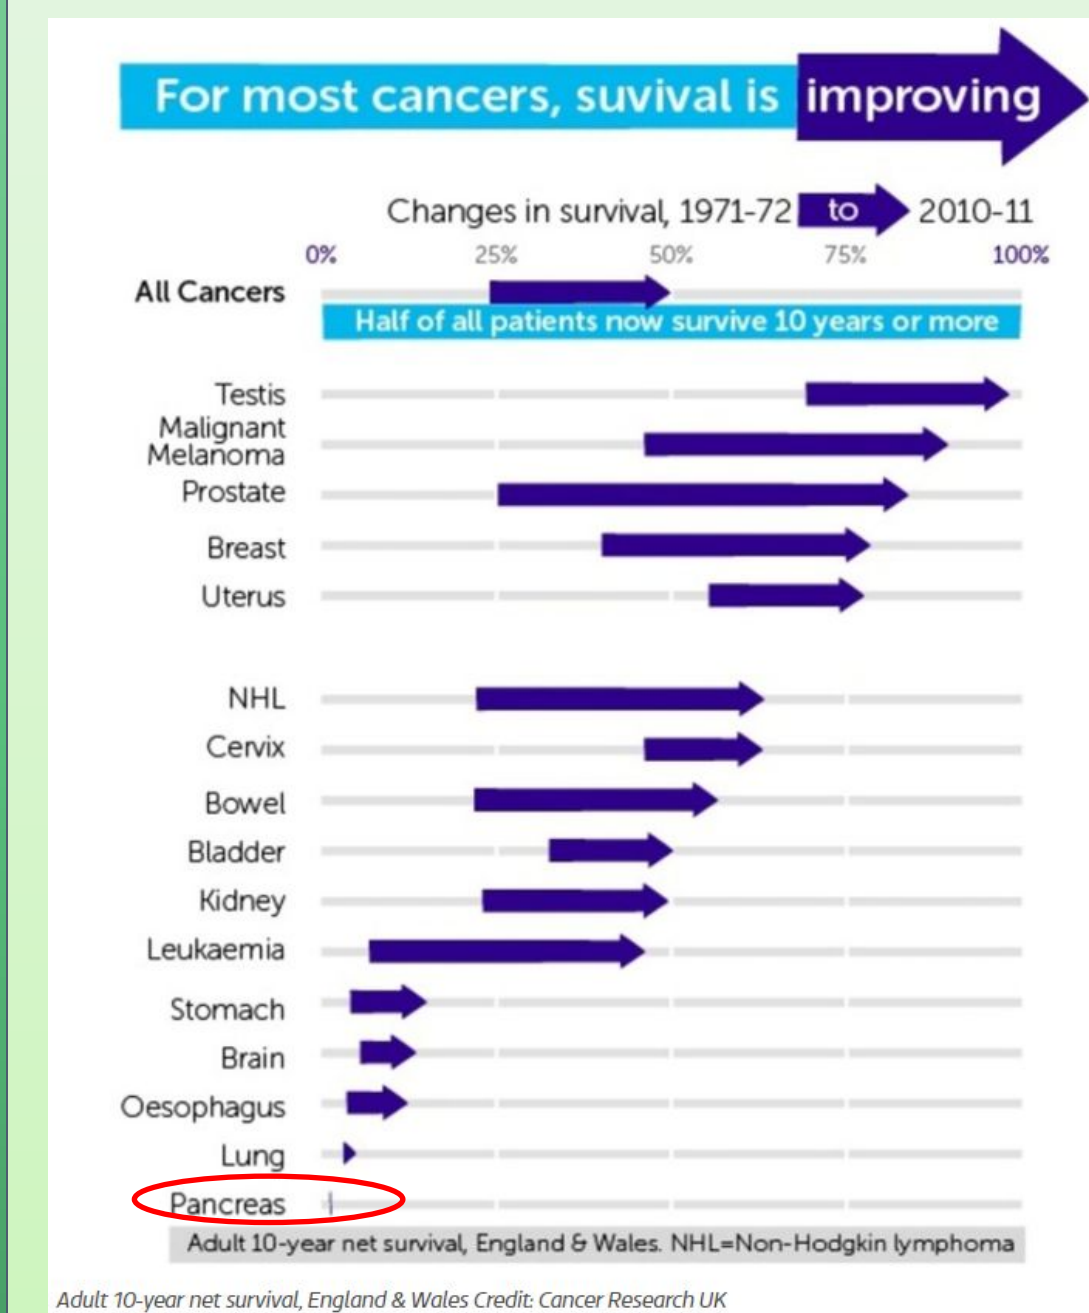 For most cancers, suvival is improving
Changes in survival, 1971-72 to 2010-11
0% 25% 50% 75% 100%
All Cancers
Half of all patients now survive 10 years or more
Testis
Malignant
Melanoma
Prostate
Breast
Uterus
NHL
Cervix
Bowel
Bladder
Kidney
Leukaemia
Stomach
Brain
Oesophagus
Lung
Pancreas
Adult 10-year net survival, England & Wales. NHL=Non-Hodgkin lymphoma
Adult 10-year net survival, England & Wales Credit: Cancer Research UK